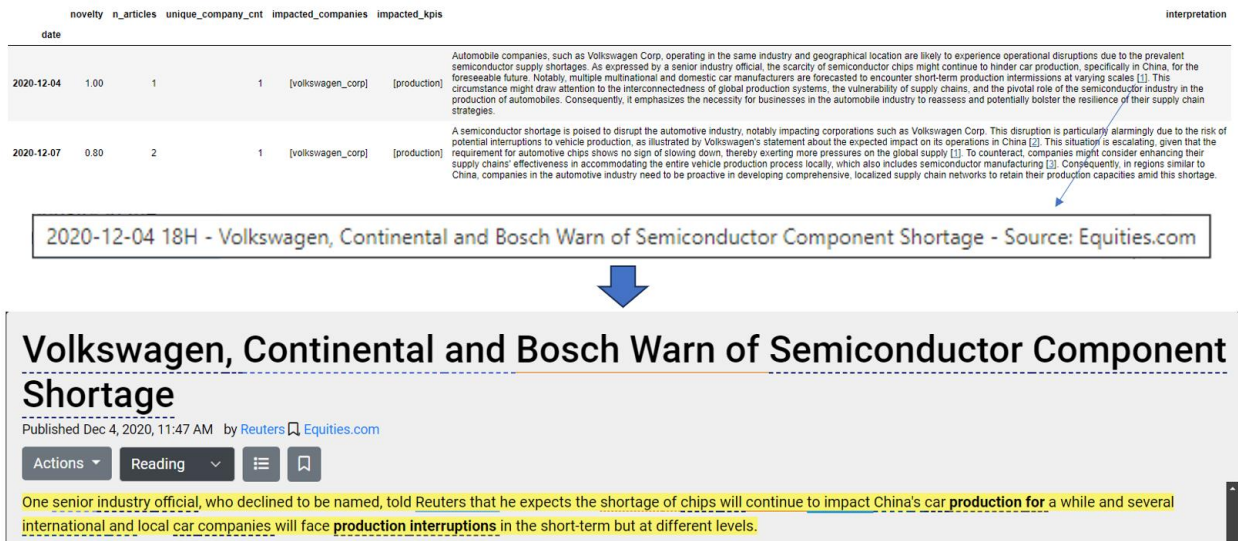 novelty n_articles unique_company_cnt impacted_companies impacted_kpis interpretation
date
Automobile companies, such as Volkswagen Corp, operating in the same industry and geographical location are likely to experience operational disruptions due to the prevalent
semiconductor supply shortages. As expressed by a senior industry official, the scarcity of semiconductor chips might continue to hinder car production, specifically in China, for the
2020-12-04 1.00 1 1 [volkswagen_corp] [production] foreseeable future. Notably, multiple multinational and domestic car manufacturers are forecasted to encounter short-term production intermissions at varying scales [1]. This
circumstance might draw attention to the interconnectedness of global production systems, the vulnerability of supply chains, and the pivotal role of the semiconductor industry in the
production of automobiles. Consequently, it emphasizes the necessity for businesses in the automobile industry to reassess and potentially bolster the resilience of their supply chain
strategies.
A semiconductor shortage is poised to disrupt the automotive industry, notably impacting corporations such as Volkswagen Corp. This disruption is particularly alarmingly due to the risk of
potential interruptions to vehicle production, as illustrated by Volkswagen's statement about the expected impact on its operations in China [2]. This situation is escalating, given that the
2020-12-07 0.80 2 1 [volkswagen_corp] [production] requirement for automotive chips shows no sign of slowing down, thereby exerting more pressures on the global supply [1]. To counteract, companies might consider enhancing their
supply chains' effectiveness in accommodating the entire vehicle production process locally, which also includes semiconductor manufacturing [3]. Consequently, in regions similar to
China, companies in the automotive industry need to be proactive in developing comprehensive, localized supply chain networks to retain their production capacities amid this shortage.
2020-12-04 18H - Volkswagen, Continental and Bosch Warn of Semiconductor Component Shortage - Source: Equities.com
Volkswagen, Continental and Bosch Warn of Semiconductor Component
Shortage
Published Dec 4, 2020, 11:47 AM by Reuters Equities.com
Actions Reading
One senior industry official, who declined to be named, told Reuters that he expects the shortage of chips will continue to impact China's car production for a while and several
international and local car companies will face production interruptions in the short-term but at different levels.